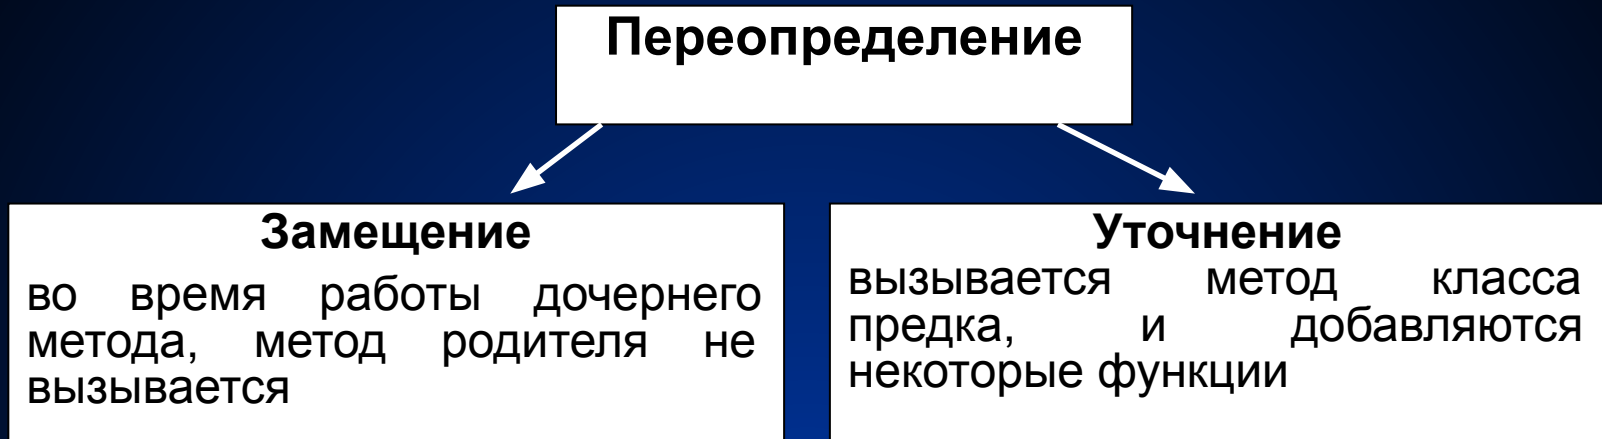 Переопределение
Замещение
во время работы дочернего
метода, метод родителя не
вызывается
Уточнение
вызывается метод класса
предка, и добавляются
некоторые функции